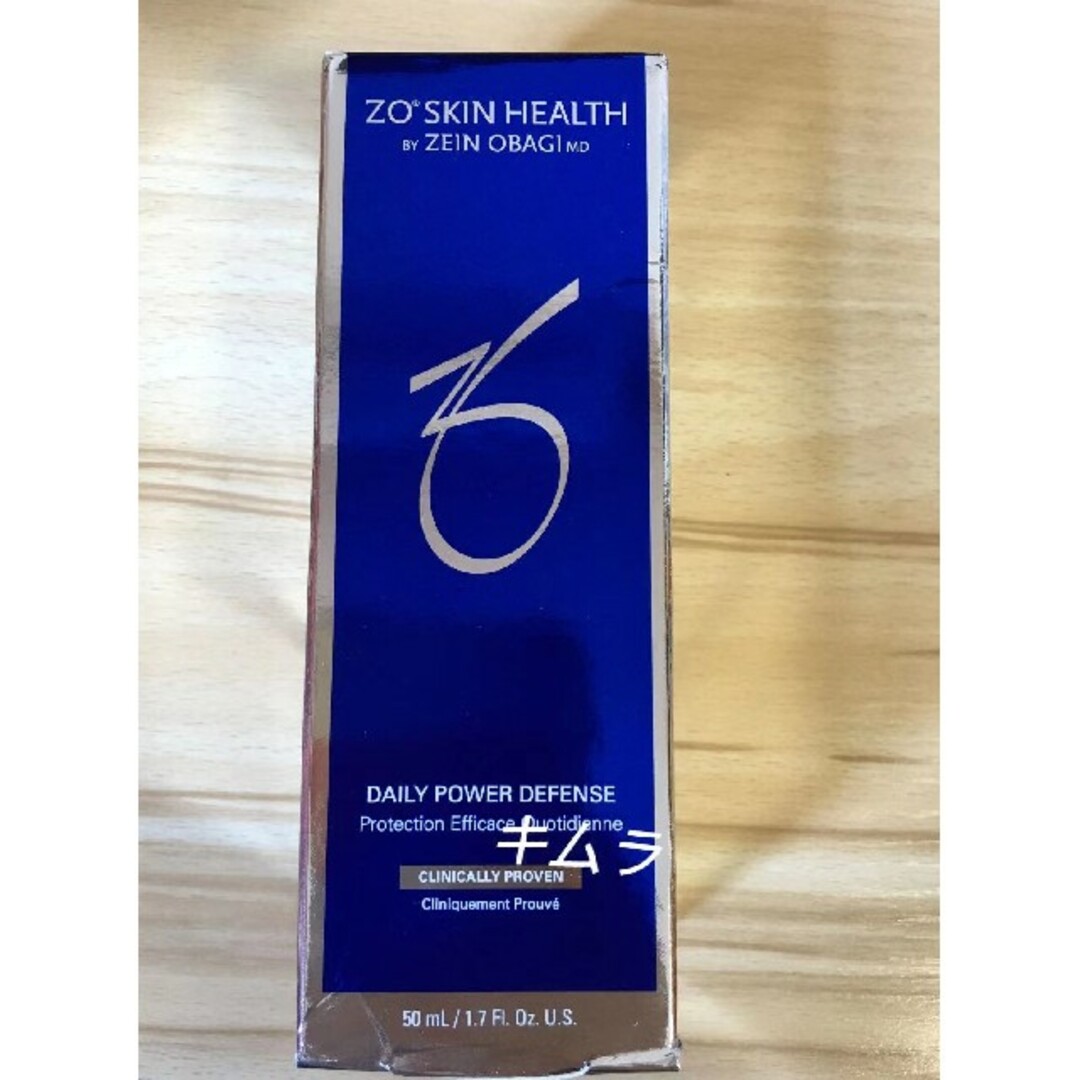 ZO® SKIN HEALTH
BY ZEIN OBAGI MD
DAILY POWER DEFENSE
Protection Efficace Quotidienne
キムラ
CLINICALLY PROVEN
Cliniquement Prouvé
50 mL / 1.7 Fl. Oz. U.S.